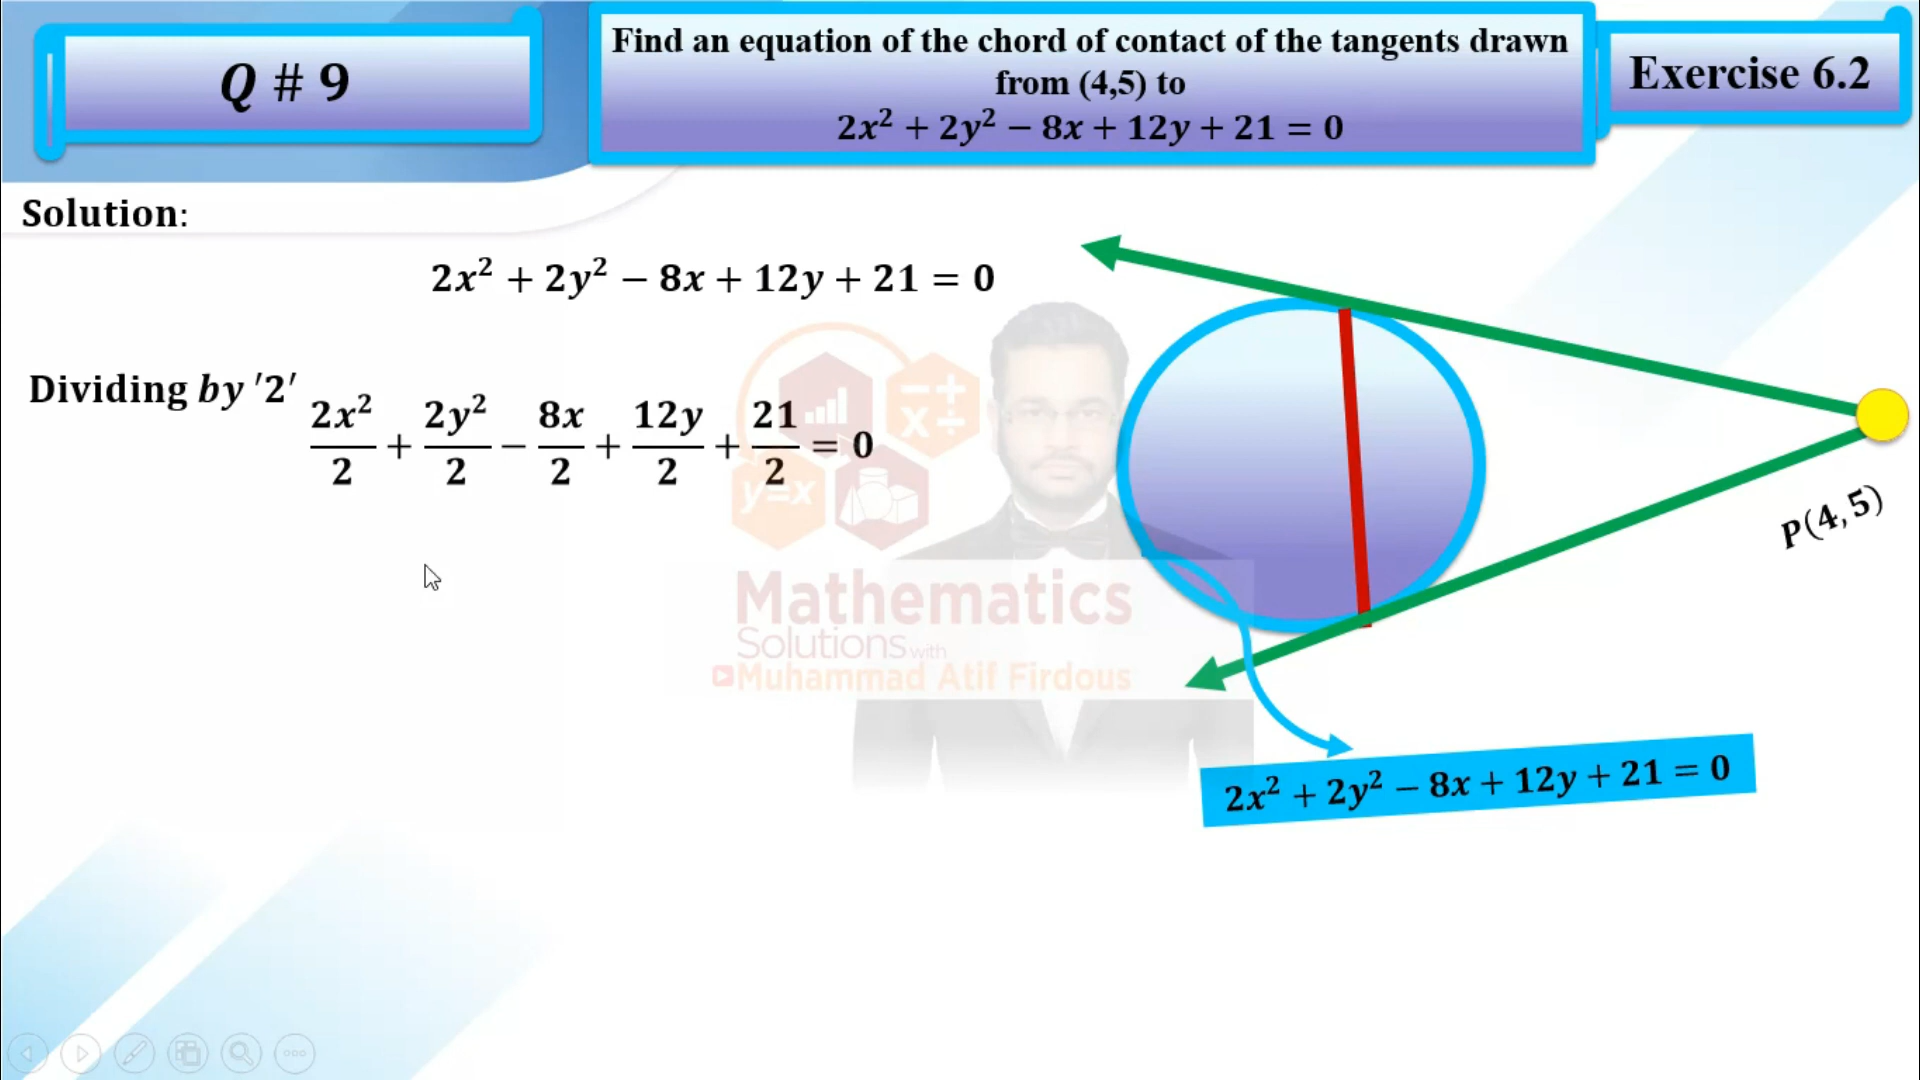 Q # 9
Find an equation of the chord of contact of the tangents drawn
from (4,5) to
2x² + 2y² − 8x + 12y + 21 = 0
Exercise 6.2
Solution:
2x² + 2y² − 8x + 12y + 21 = 0
Dividing by ′2′
2x²/2 + 2y²/2 − 8x/2 + 12y/2 + 21/2 = 0
P(4, 5)
y=x
Mathematics
Solutions with
Muhammad Atif Firdous
2x² + 2y² − 8x + 12y + 21 = 0